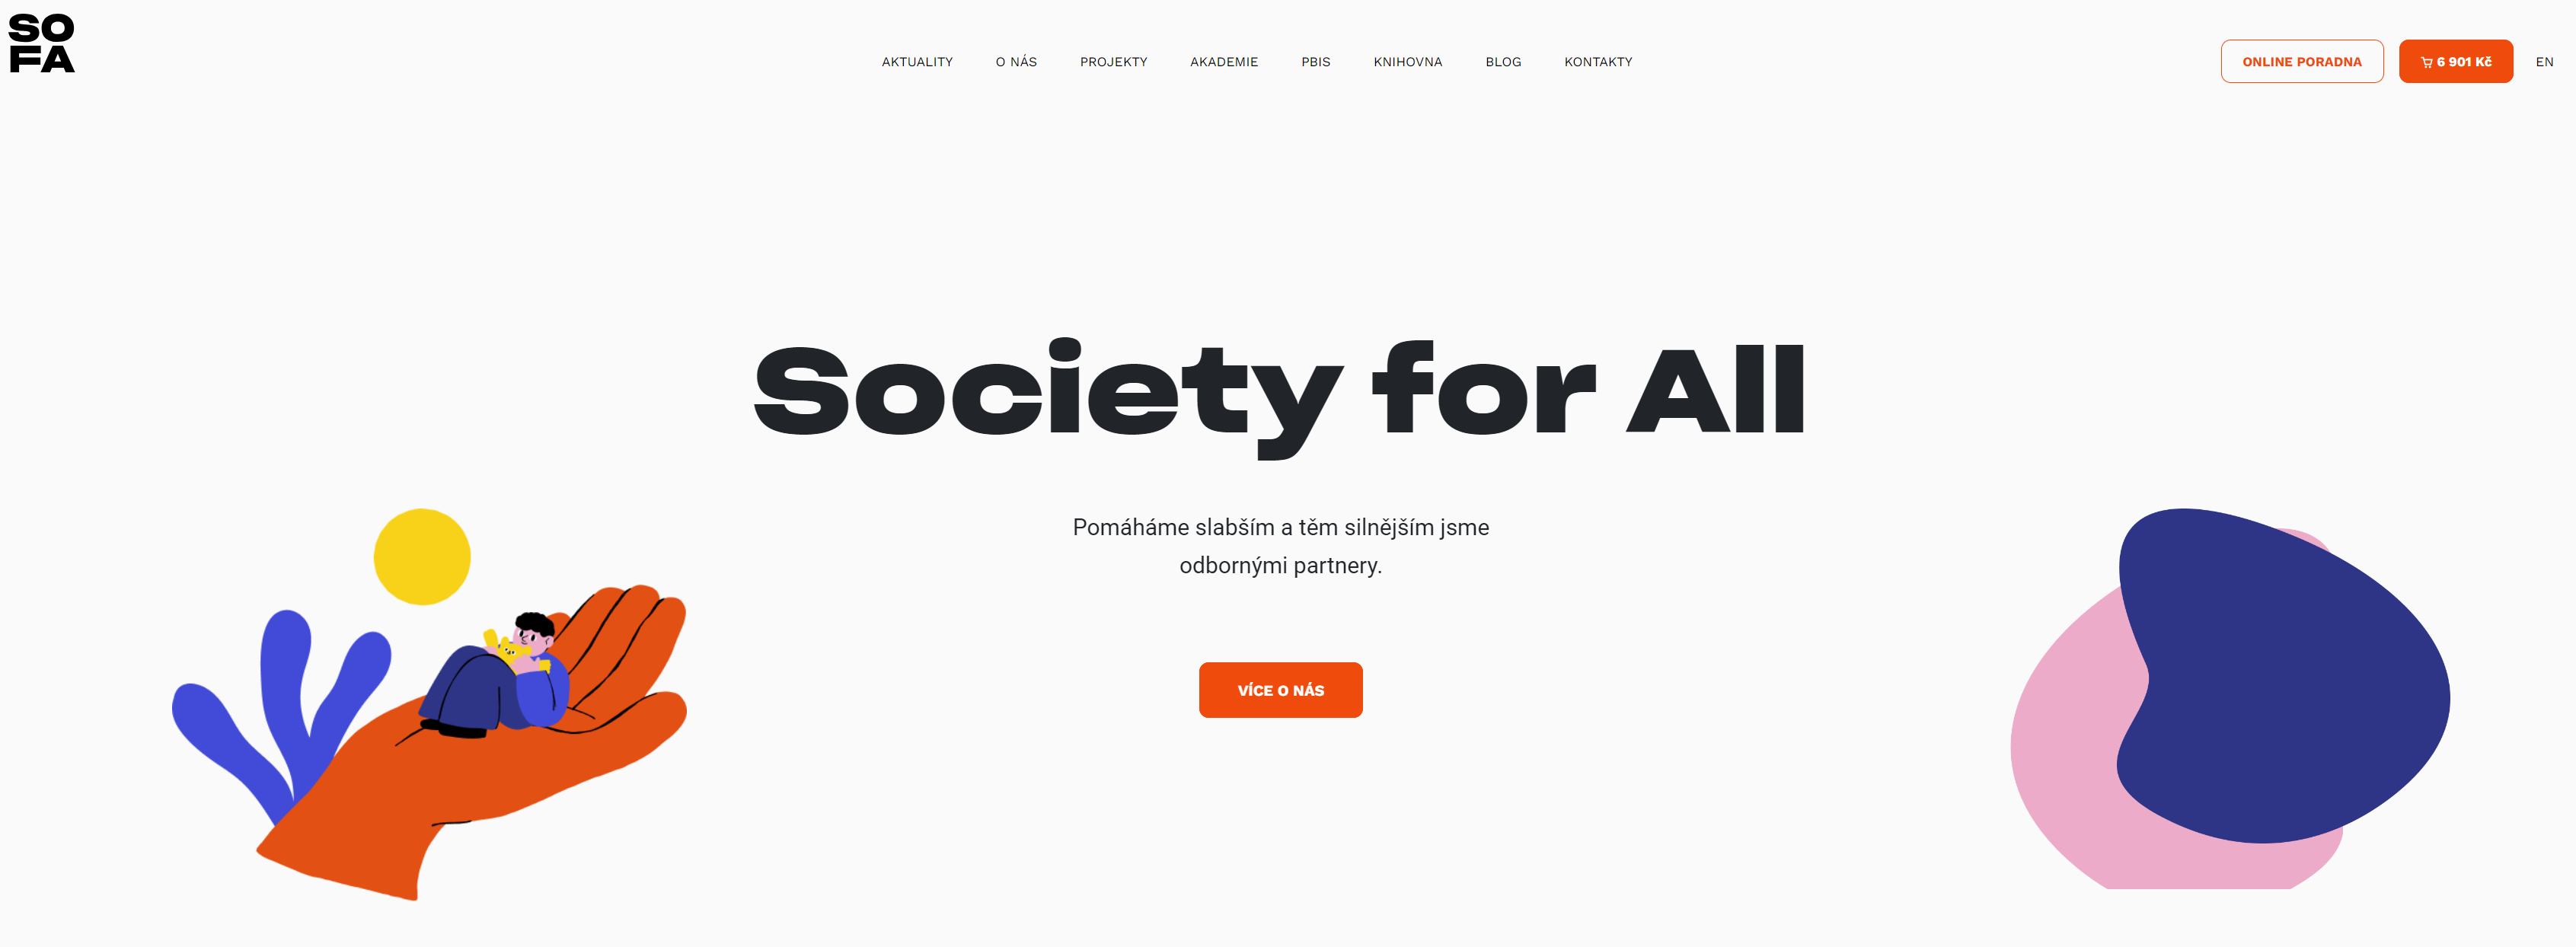 SO
FA
AKTUALITY O NÁS PROJEKTY AKADEMIE PBIS KNIHOVNA BLOG KONTAKTY ONLINE PORADNA 6 901 Kč EN
Society for All
Pomáháme slabším a těm silnějším jsme
odbornými partnery.
VÍCE O NÁS